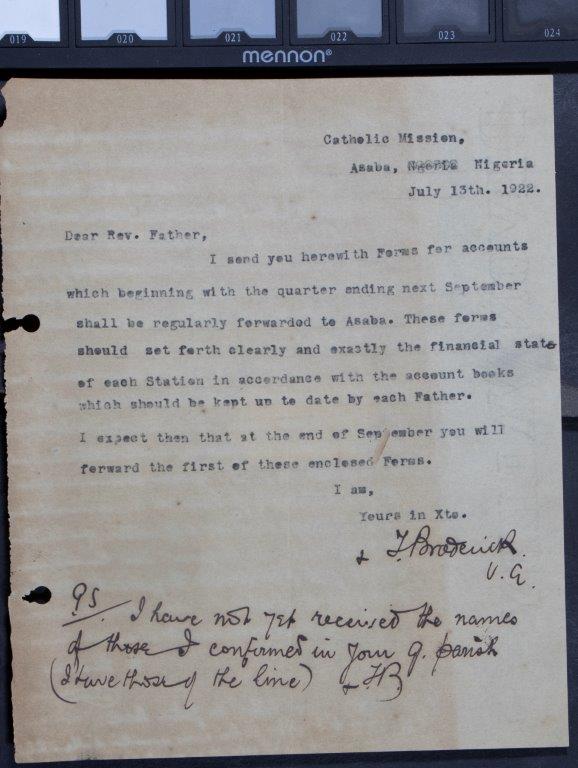 019 020 021 022 023 024
mennon®
Catholic Mission,
Asaba, Ngeria Nigeria
July 13th. 1922.
Dear Rev. Father,
I send you herewith Forms for accounts
which beginning with the quarter ending next September
shall be regularly forwarded to Asaba. These forms
should set forth clearly and exactly the financial state
of each Station in accordance with the account books
which should be kept up to date by each Father.
I expect then that at the end of September you will
forward the first of these enclosed Forms.
I am,
Yours in Xto.
+ T. Broderick.
V. G.
P.S. I have not yet received the names
of those I confirmed in your parish
(I have those of the line) + T.B.